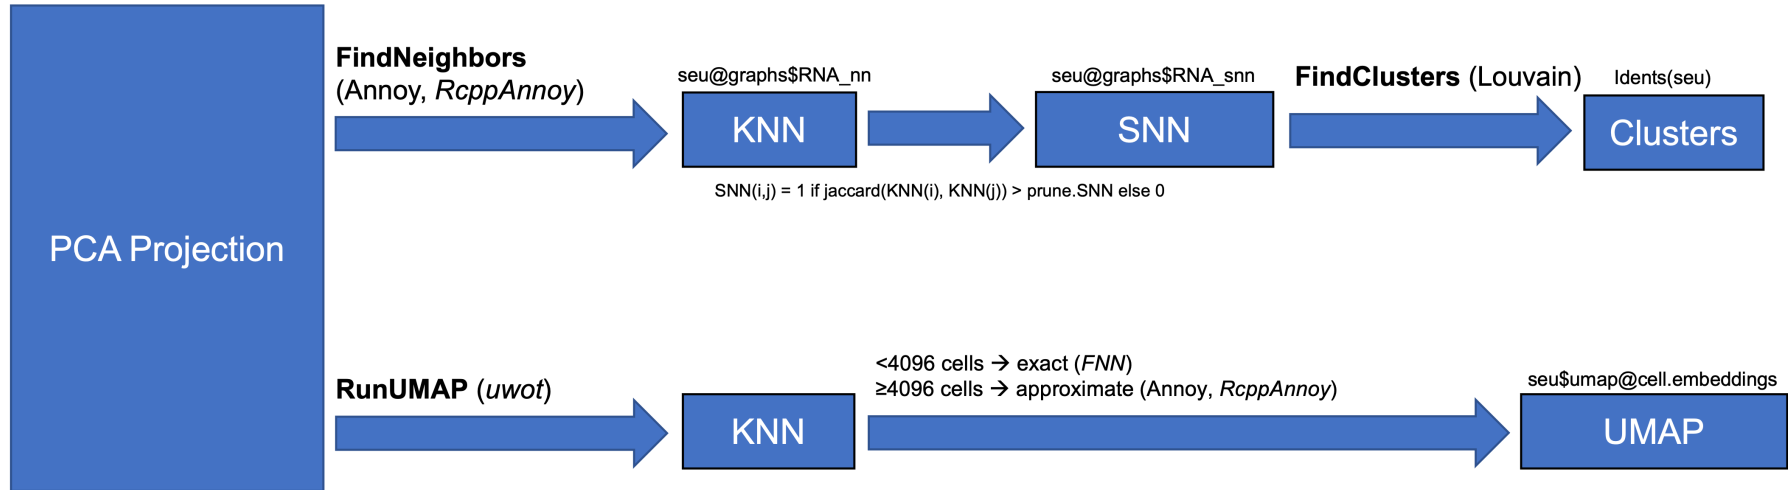 PCA Projection
FindNeighbors
(Annoy, RcppAnnoy)
seu@graphs$RNA_nn
KNN
seu@graphs$RNA_snn
SNN
SNN(i,j) = 1 if jaccard(KNN(i), KNN(j)) > prune.SNN else 0
FindClusters (Louvain)
Idents(seu)
Clusters
RunUMAP (uwot)
KNN
<4096 cells → exact (FNN)
≥4096 cells → approximate (Annoy, RcppAnnoy)
seu$umap@cell.embeddings
UMAP